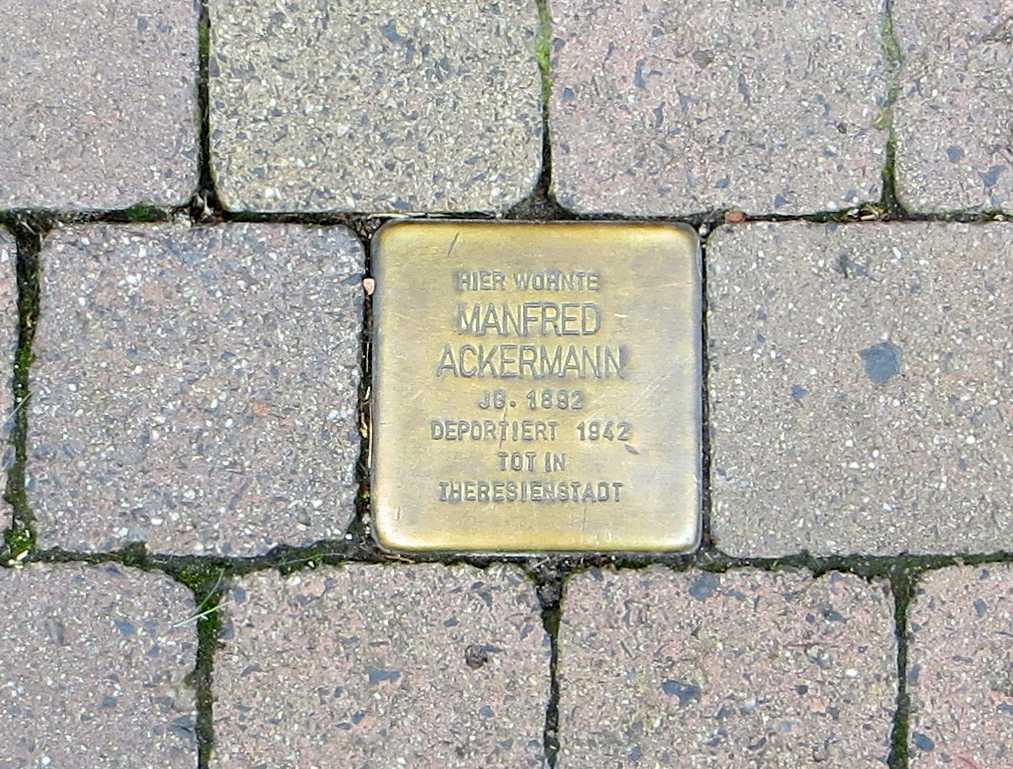 HIER WOHNTE
MANFRED
ACKERMANN
JG. 1892
DEPORTIERT 1942
TOT IN
THERESIENSTADT